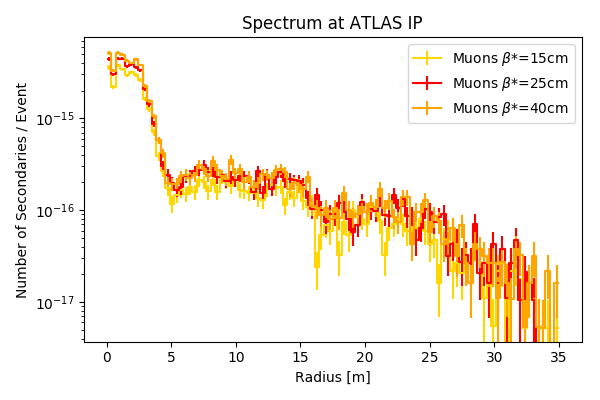 Spectrum at ATLAS IP
Muons β*=15cm
Muons β*=25cm
Muons β*=40cm
Number of Secondaries / Event
10⁻¹⁵
10⁻¹⁶
10⁻¹⁷
0 5 10 15 20 25 30 35
Radius [m]